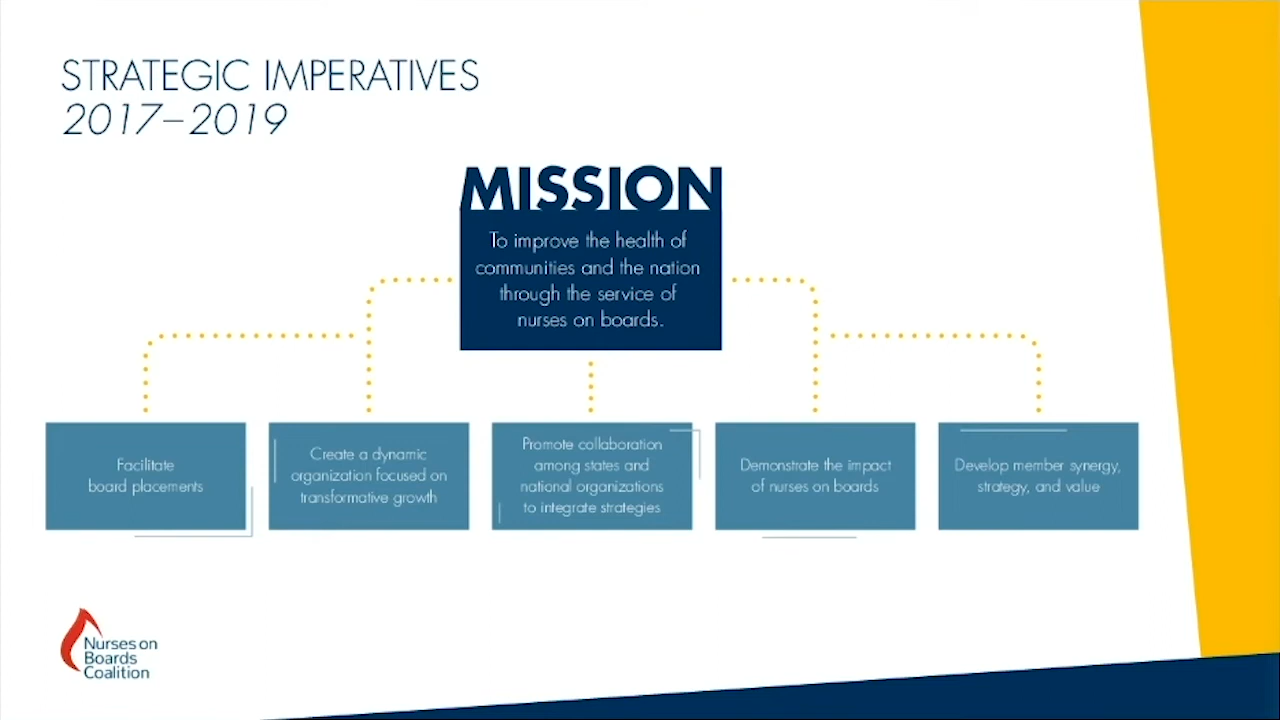 STRATEGIC IMPERATIVES
2017–2019
MISSION
To improve the health of
communities and the nation
through the service of
nurses on boards.
Facilitate
board placements
Create a dynamic
organization focused on
transformative growth
Promote collaboration
among states and
national organizations
to integrate strategies
Demonstrate the impact
of nurses on boards
Develop member synergy,
strategy, and value
Nurses on
Boards
Coalition